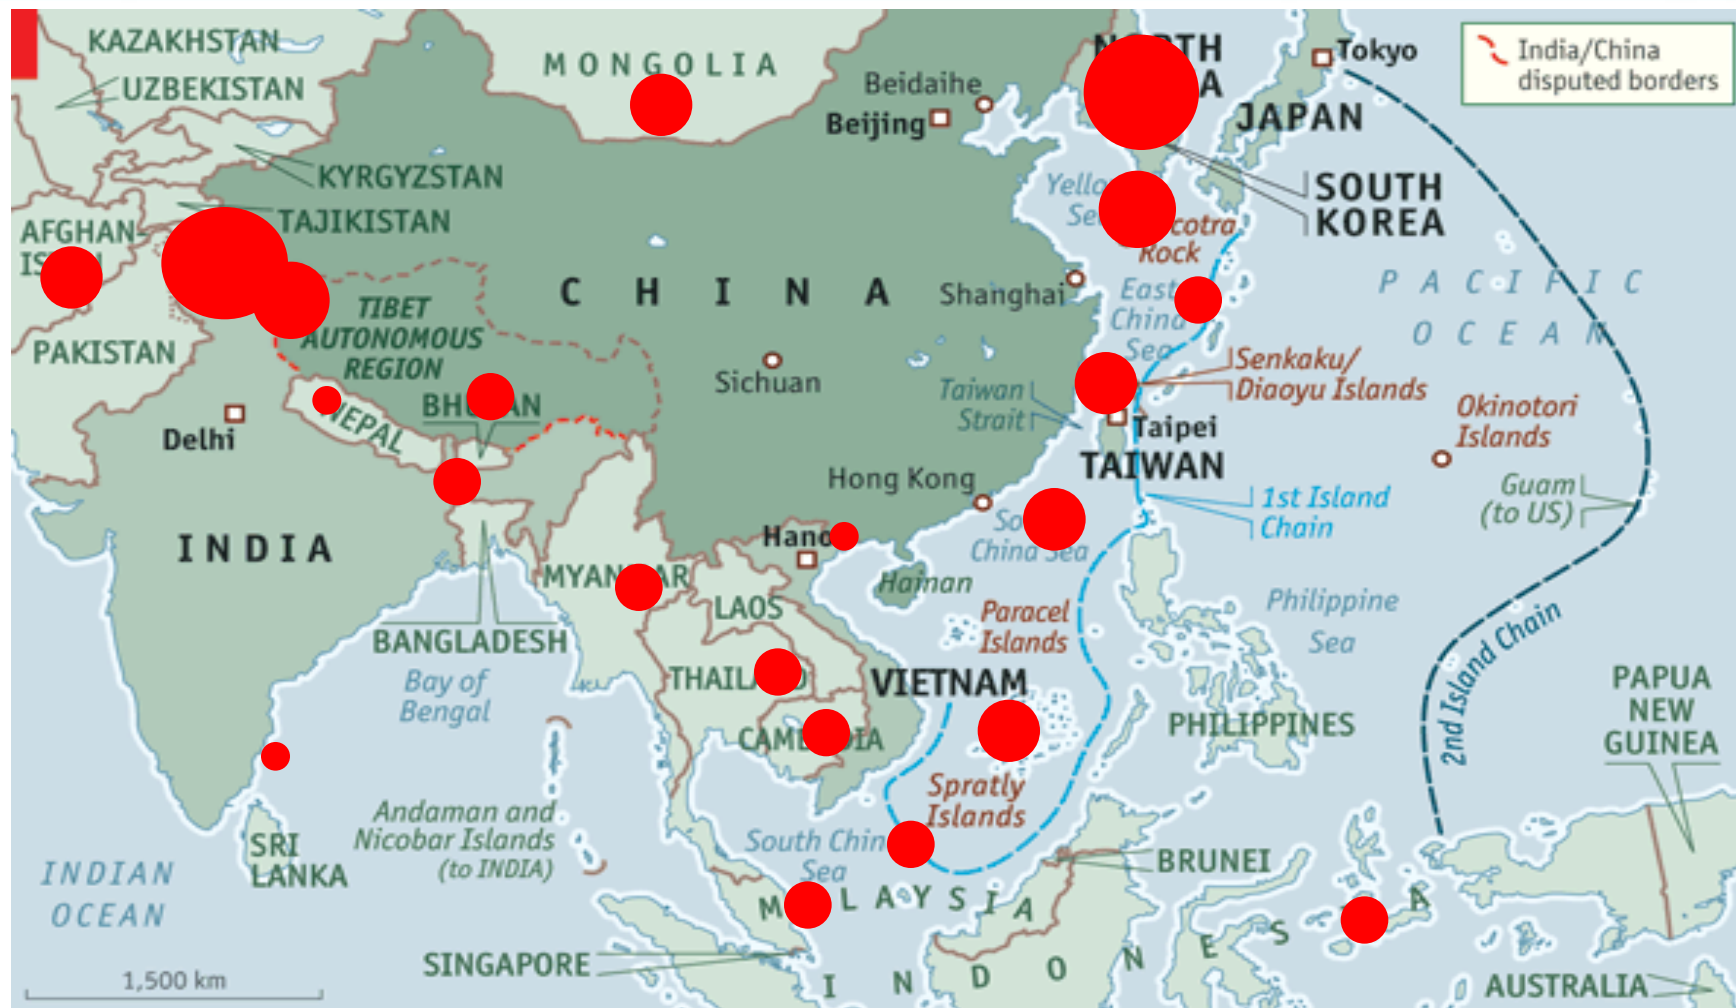 KAZAKHSTAN
UZBEKISTAN
MONGOLIA
Beidaihe
Beijing
Tokyo
JAPAN
India/China
disputed borders
KYRGYZSTAN
TAJIKISTAN
SOUTH
KOREA
Rock
CHINA
Shanghai
East
China
Sea
PACIFIC
OCEAN
TIBET
AUTONOMOUS
REGION
PAKISTAN
Sichuan
Taiwan
Strait
Senkaku/
Diaoyu Islands
Okinotori
Islands
Delhi
NEPAL
Taipei
TAIWAN
Hong Kong
1st Island
Chain
Guam
(to US)
INDIA
China Sea
Hainan
LAOS
Paracel
Islands
Philippine
Sea
BANGLADESH
Bay of
Bengal
VIETNAM
PHILIPPINES
2nd Island Chain
PAPUA
NEW
GUINEA
Spratly
Islands
Andaman and
Nicobar Islands
(to INDIA)
SRI
LANKA
South
Sea
BRUNEI
INDIAN
OCEAN
SINGAPORE
AUSTRALIA
1,500 km